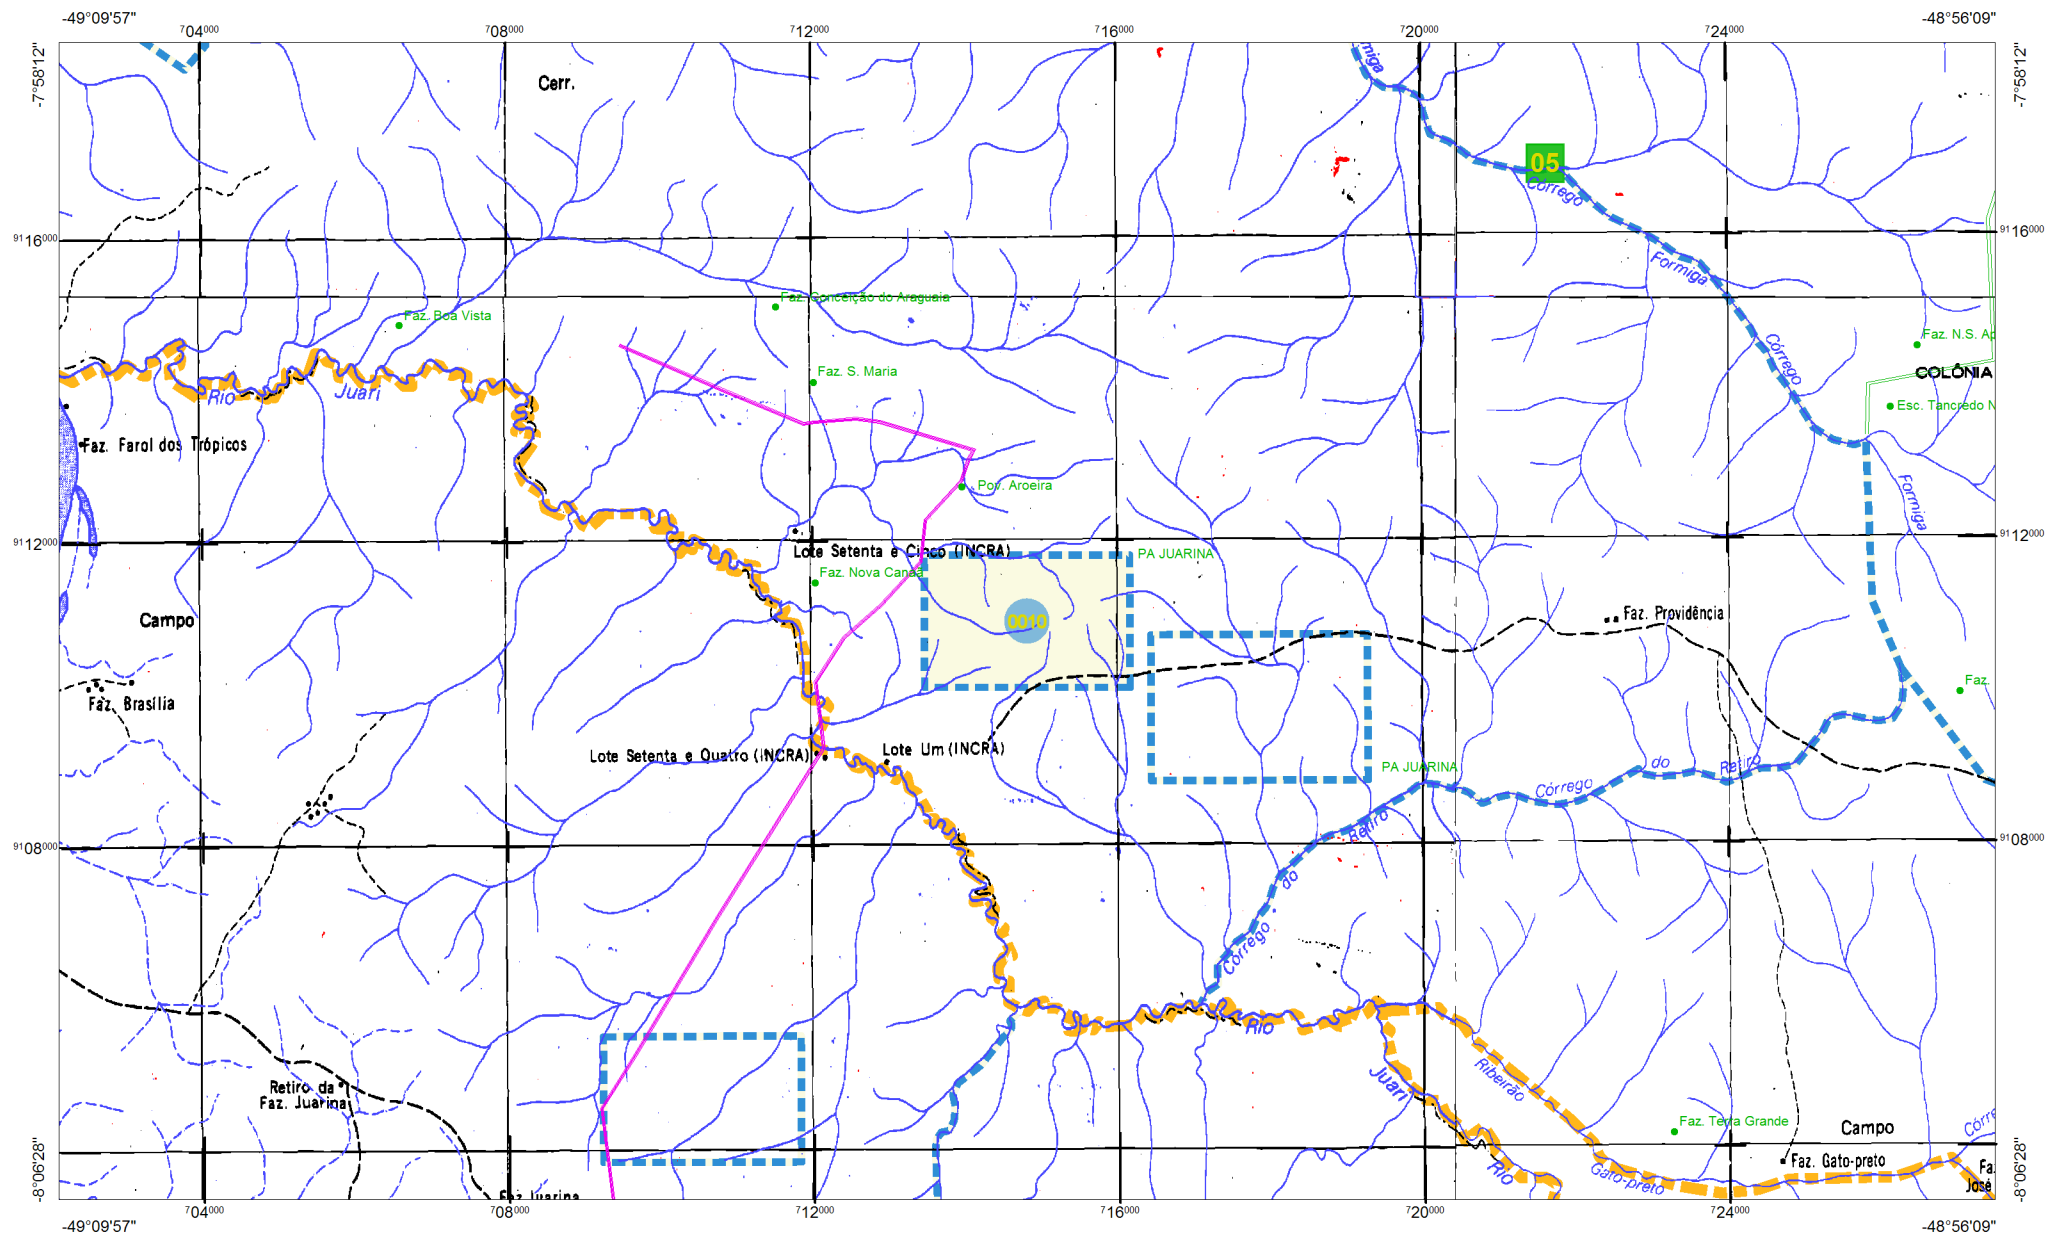 -49°09'57" -48°56'09"
704000 708000 712000 716000 720000 724000
-7°58'12" -7°58'12"
miga
Cerr.
05
Córrego
9116000 9116000
Formiga
Faz. Conceição do Araguaia
Faz. Boa Vista
Faz. N.S. Ap
Córrego
Faz. S. Maria
COLÔNIA
Rio Juari
Esc. Tancredo N
Faz. Farol dos Trópicos
Pov. Aroeira
Formiga
9112000 9112000
Lote Setenta e Cinco (INCRA)
PA JUARINA
Faz. Nova Canaã
0010
Campo
Faz. Providência
Faz.
Faz. Brasília
Lote Setenta e Quatro (INCRA)
Lote Um (INCRA)
PA JUARINA
Córrego do Retiro
9108000 9108000
Córrego do Retiro
Rio
Juari
Ribeirão
Retiro da
Faz. Juarina
Faz. Terra Grande
Campo
Córre
Faz. Gato-preto
Rio
Gato-preto
Fa
José
Faz Juarina
-8°06'28" -8°06'28"
704000 708000 712000 716000 720000 724000
-49°09'57" -48°56'09"